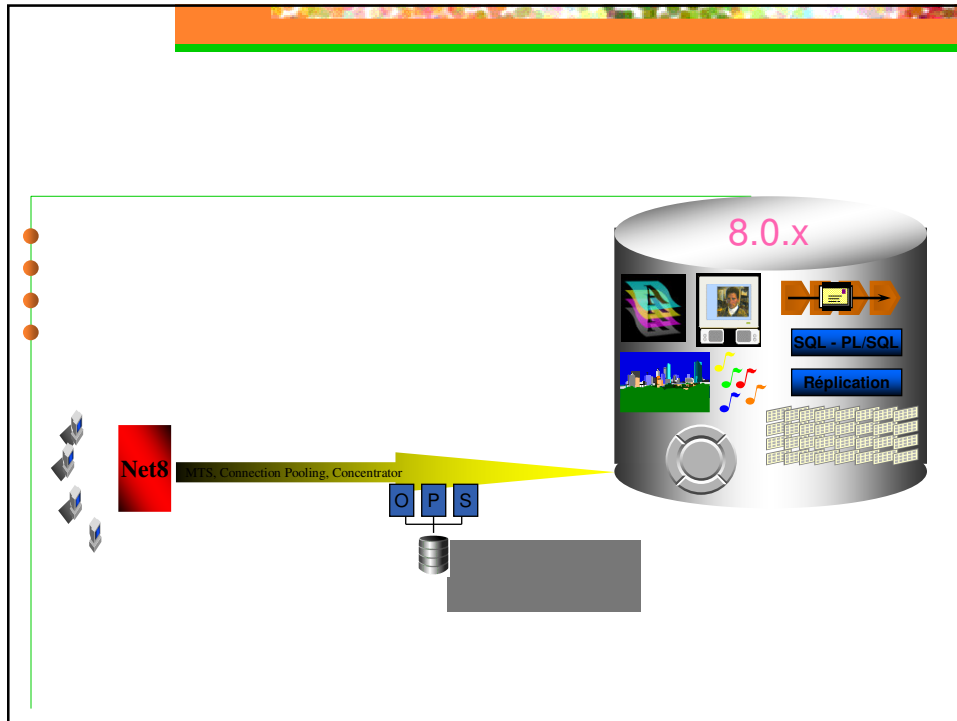 8.0.x
SQL - PL/SQL
Réplication
Net8
MTS, Connection Pooling, Concentrator
O P S